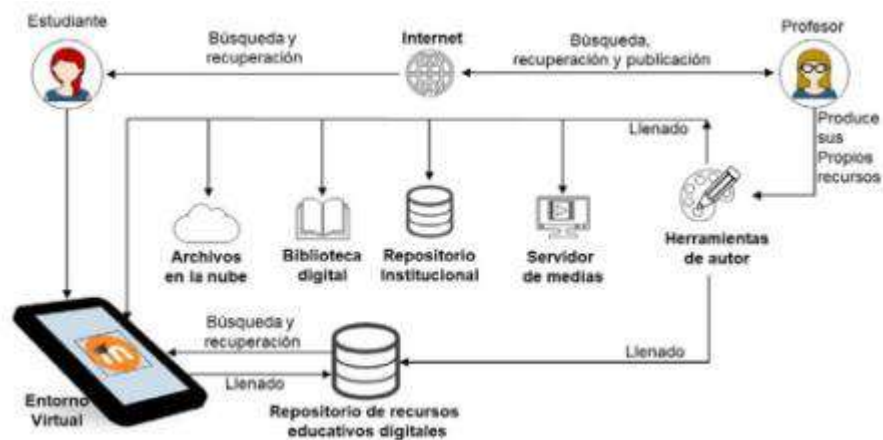 Estudiante
Profesor
Búsqueda y
recuperación
Internet
Búsqueda,
recuperación y publicación
Produce
sus
Propios
recursos
Llenado
Archivos
en la nube
Biblioteca
digital
Repositorio
Institucional
Servidor
de medias
Herramientas
de autor
Búsqueda y
recuperación
Llenado
Llenado
Entorno
Virtual
Repositorio de recursos
educativos digitales